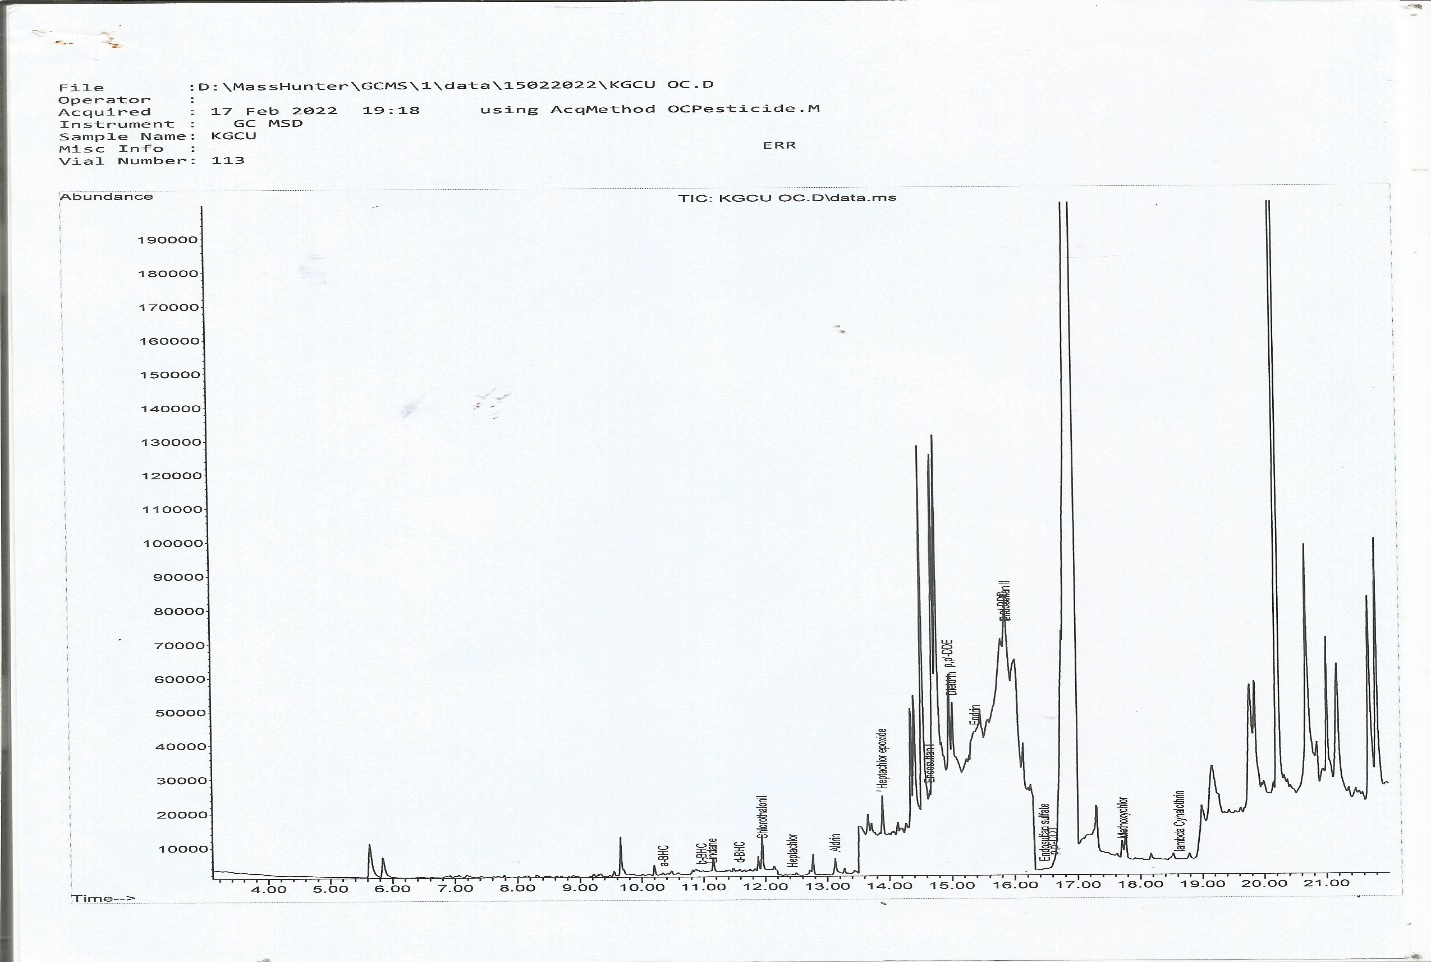 File :D:\MassHunter\GCMS\1\data\15022022\KGCU OC.D
Operator :
Acquired : 17 Feb 2022 19:18 using AcqMethod OCPesticide.M
Instrument : GC MSD
Sample Name: KGCU
Misc Info : ERR
Vial Number: 113
Abundance
TIC: KGCU OC.D\data.ms
190000
180000
170000
160000
150000
140000
130000
120000
110000
100000
90000
80000
70000
60000
50000
40000
30000
20000
10000
a-BHC
b-BHC
d-BHC
Chlorothalonil
Heptachlor
Aldrin
Heptachlor epoxide
Endosulfan I
Dieldrin
p,p'-DDE
Endrin
Endosulfan II
Endosulfan sulfate
Methoxychlor
lambda Cyhalothrin
4.00 5.00 6.00 7.00 8.00 9.00 10.00 11.00 12.00 13.00 14.00 15.00 16.00 17.00 18.00 19.00 20.00 21.00
Time-->